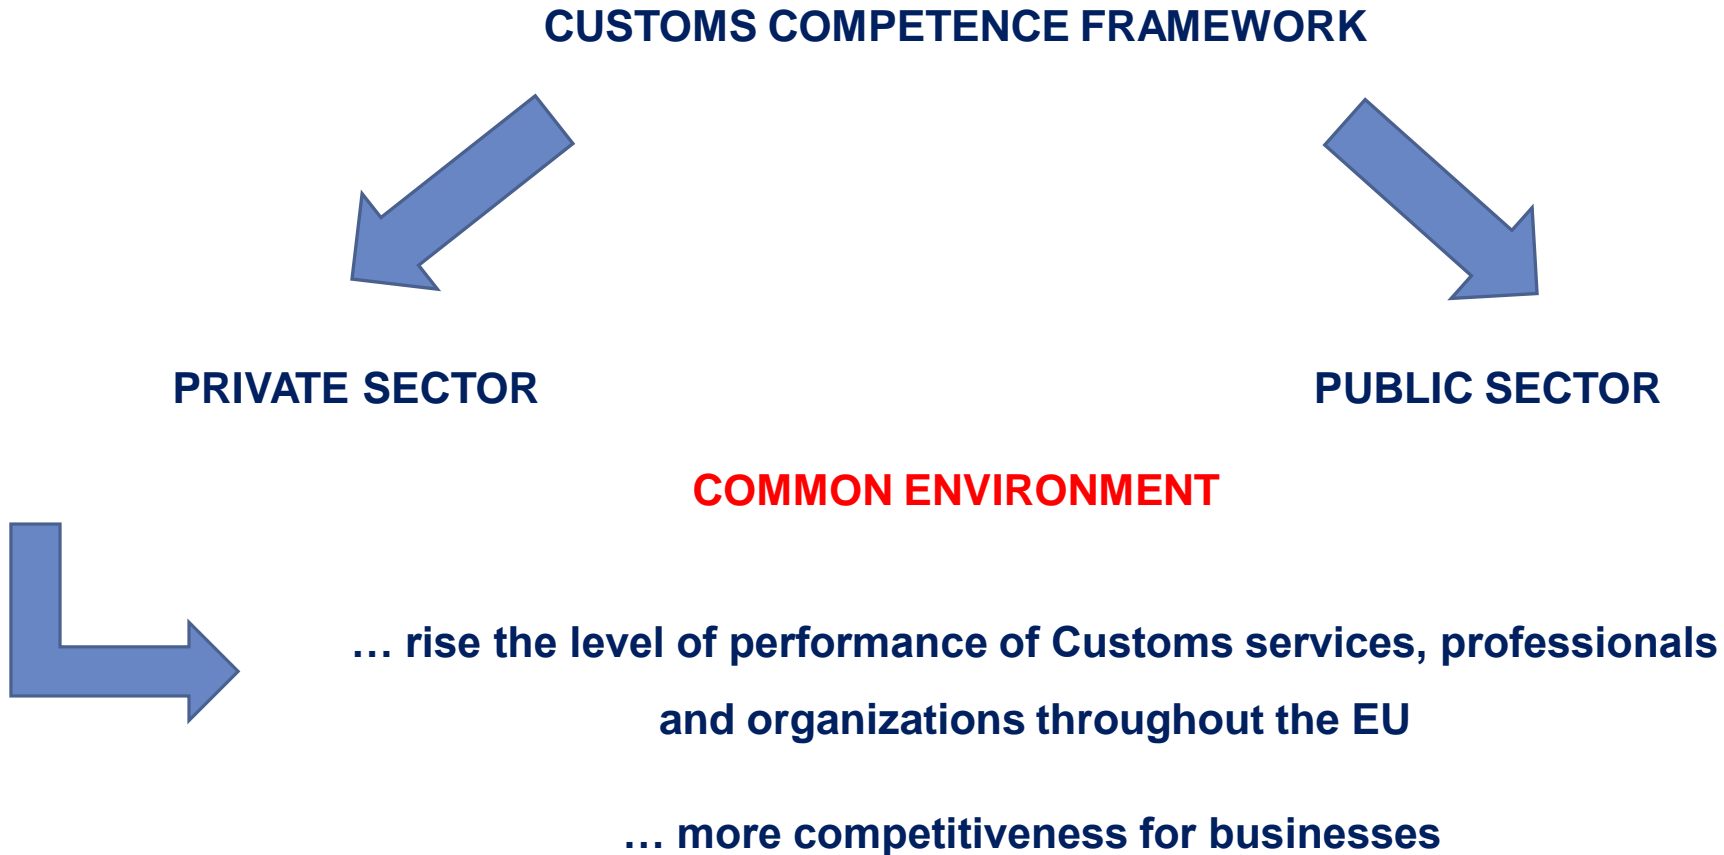 CUSTOMS COMPETENCE FRAMEWORK
PRIVATE SECTOR
PUBLIC SECTOR
COMMON ENVIRONMENT
… rise the level of performance of Customs services, professionals
and organizations throughout the EU
… more competitiveness for businesses